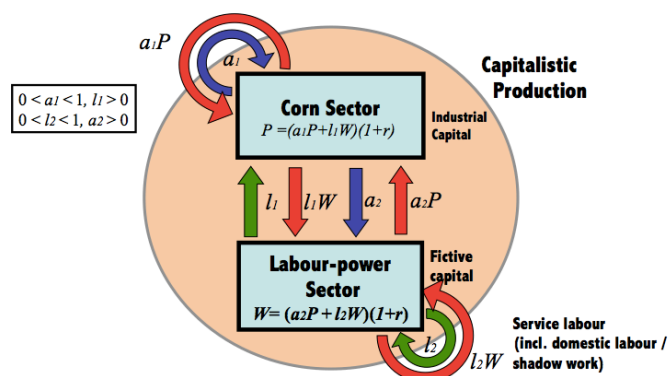 a1P
a1
Capitalistic
Production
0 < a1 < 1, l1 > 0
0 < l2 < 1, a2 > 0
Corn Sector
P =(a1P+l1W)(1+r)
Industrial
Capital
l1
l1W
a2
a2P
Labour-power
Sector
W= (a2P + l2W)(1+r)
Fictive
capital
l2
l2W
Service labour
(incl. domestic labour /
shadow work)